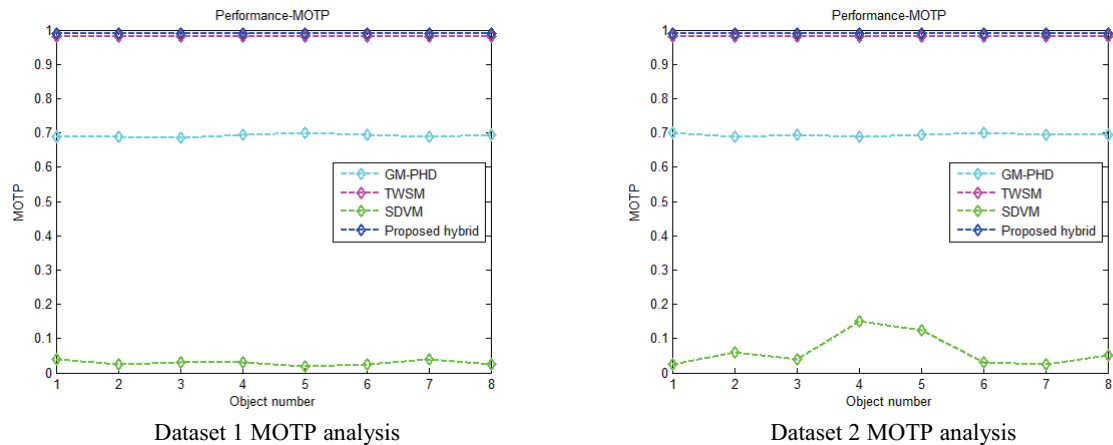 Performance-MOTP
1
0.9
0.8
0.7
0.6
0.5
0.4
0.3
0.2
0.1
0
MOTP
GM-PHD
TWSM
SDVM
Proposed hybrid
1 2 3 4 5 6 7 8
Object number
Dataset 1 MOTP analysis
Performance-MOTP
1
0.9
0.8
0.7
0.6
0.5
0.4
0.3
0.2
0.1
0
MOTP
GM-PHD
TWSM
SDVM
Proposed hybrid
1 2 3 4 5 6 7 8
Object number
Dataset 2 MOTP analysis